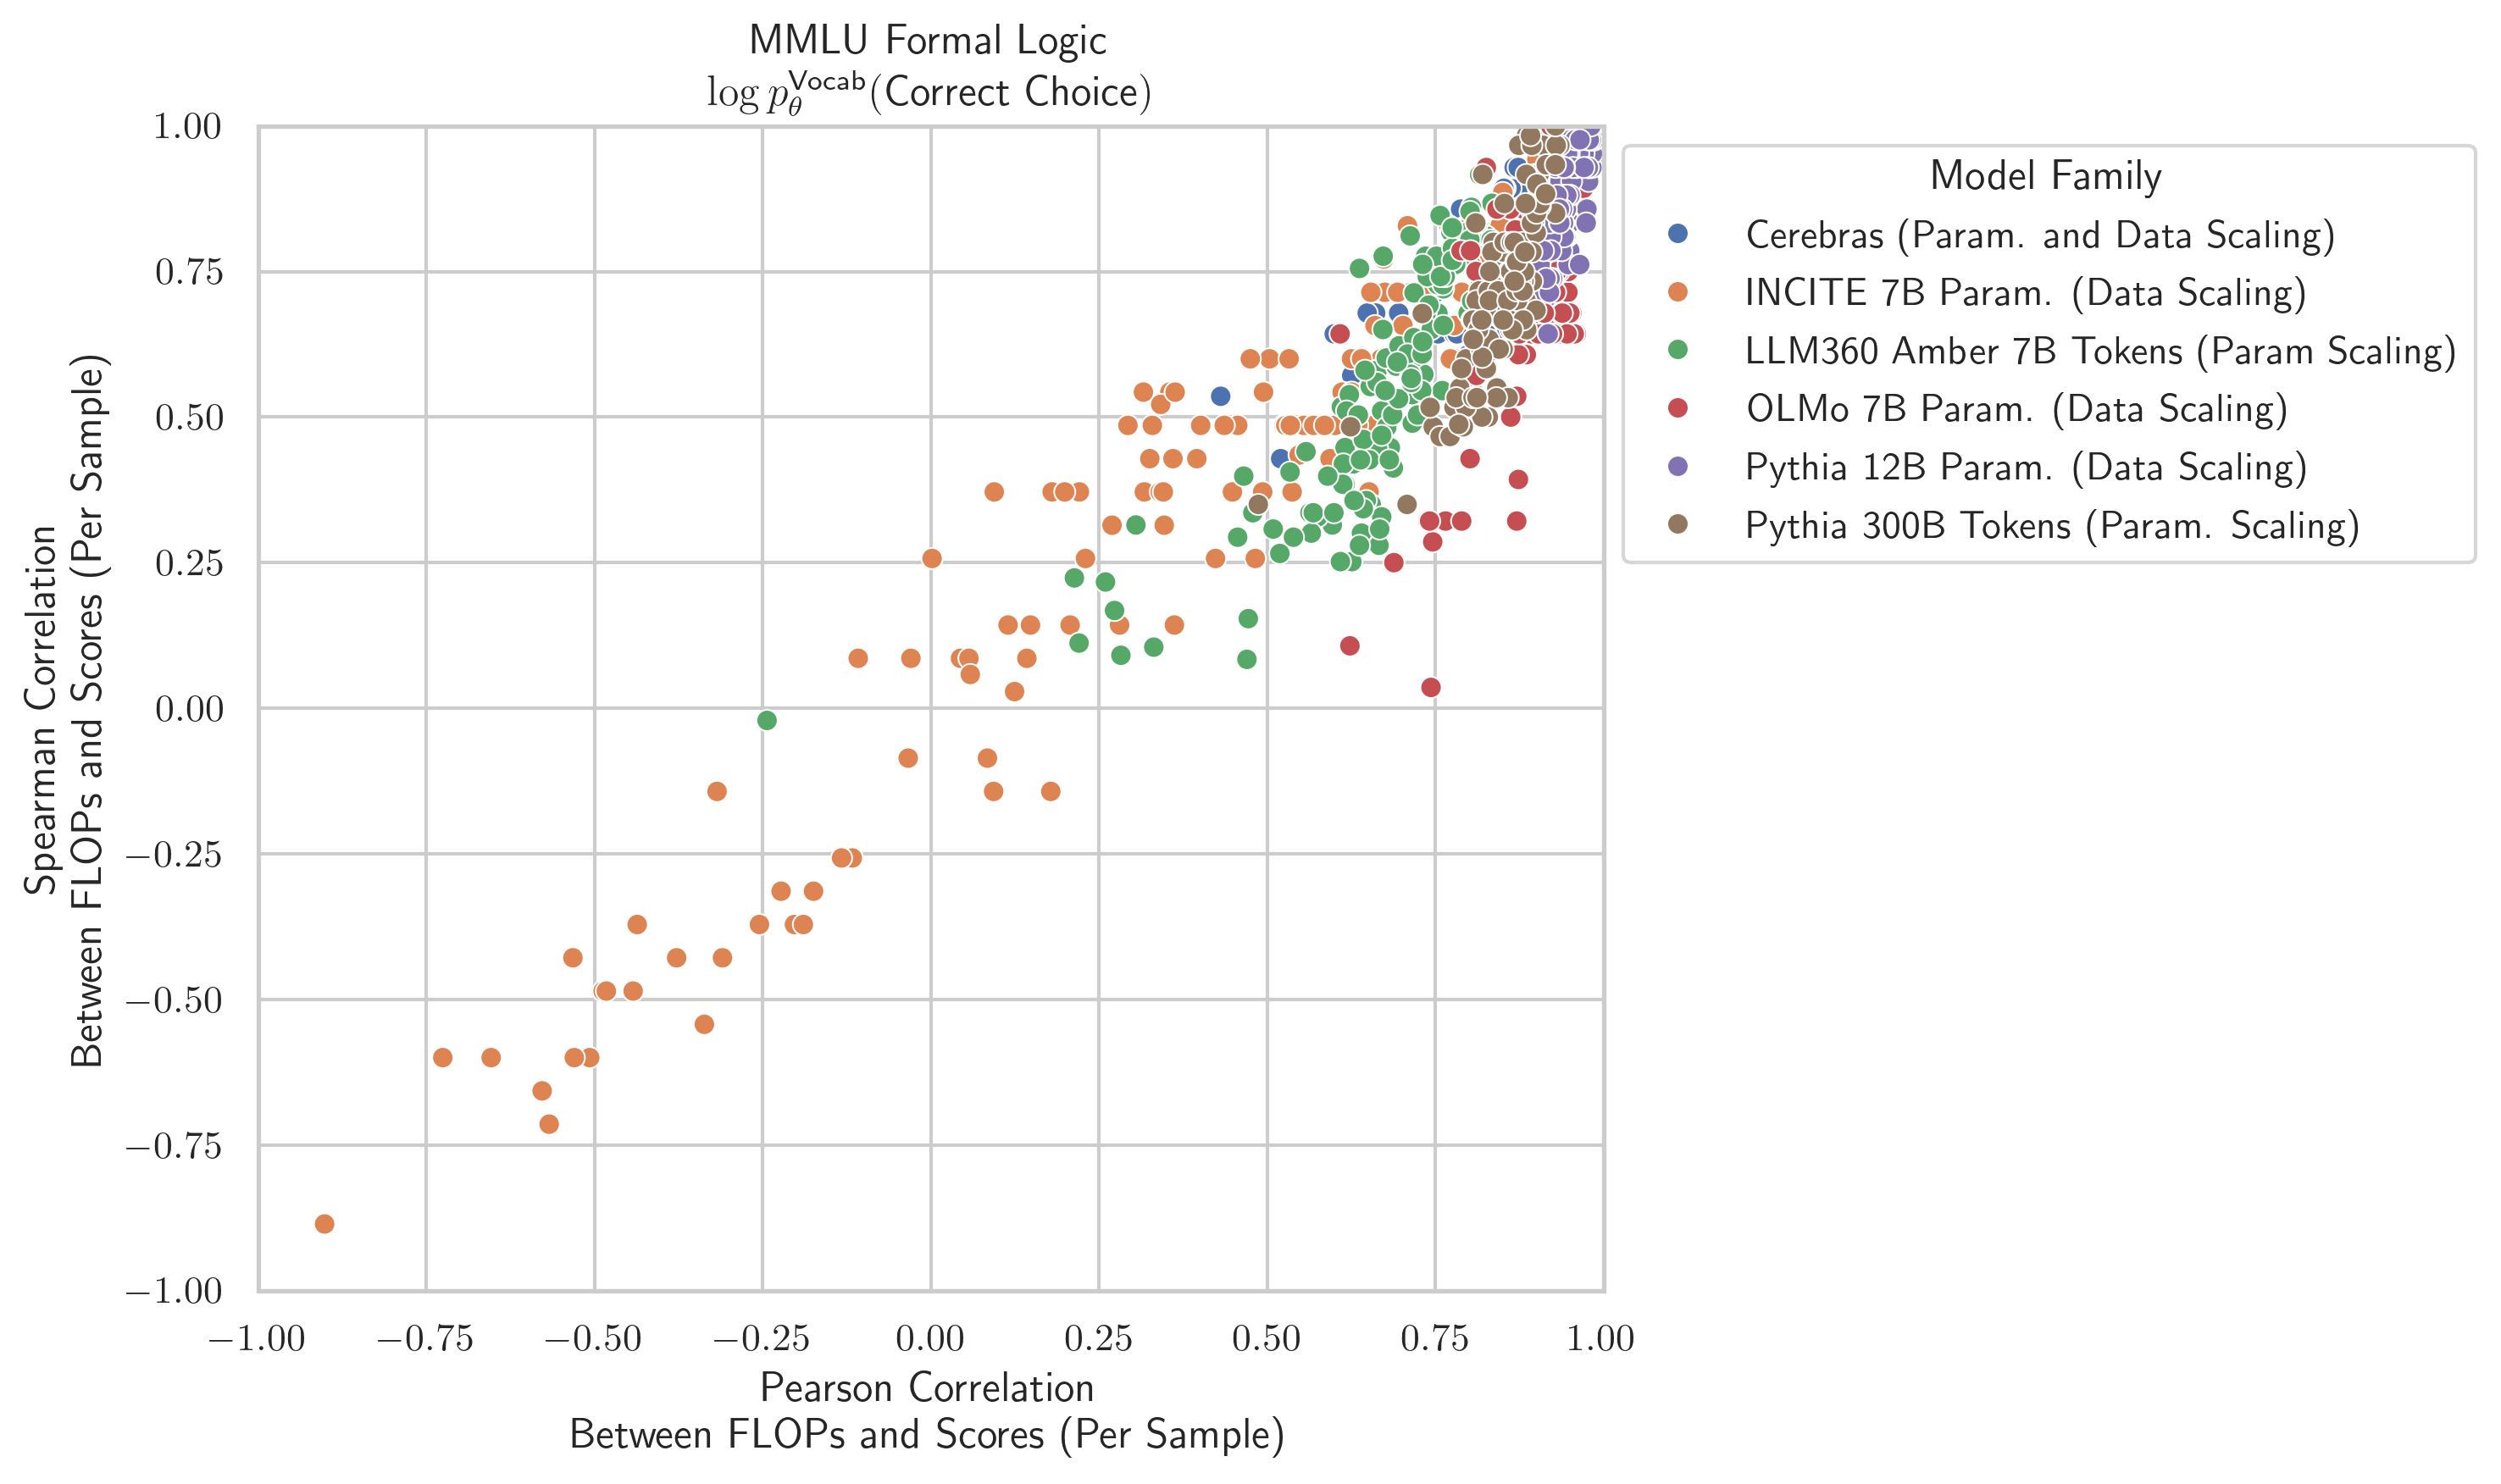 MMLU Formal Logic
log p_θ^Vocab(Correct Choice)
Spearman Correlation
Between FLOPs and Scores (Per Sample)
1.00
0.75
0.50
0.25
0.00
−0.25
−0.50
−0.75
−1.00
−1.00 −0.75 −0.50 −0.25 0.00 0.25 0.50 0.75 1.00
Pearson Correlation
Between FLOPs and Scores (Per Sample)
Model Family
Cerebras (Param. and Data Scaling)
INCITE 7B Param. (Data Scaling)
LLM360 Amber 7B Tokens (Param Scaling)
OLMo 7B Param. (Data Scaling)
Pythia 12B Param. (Data Scaling)
Pythia 300B Tokens (Param. Scaling)